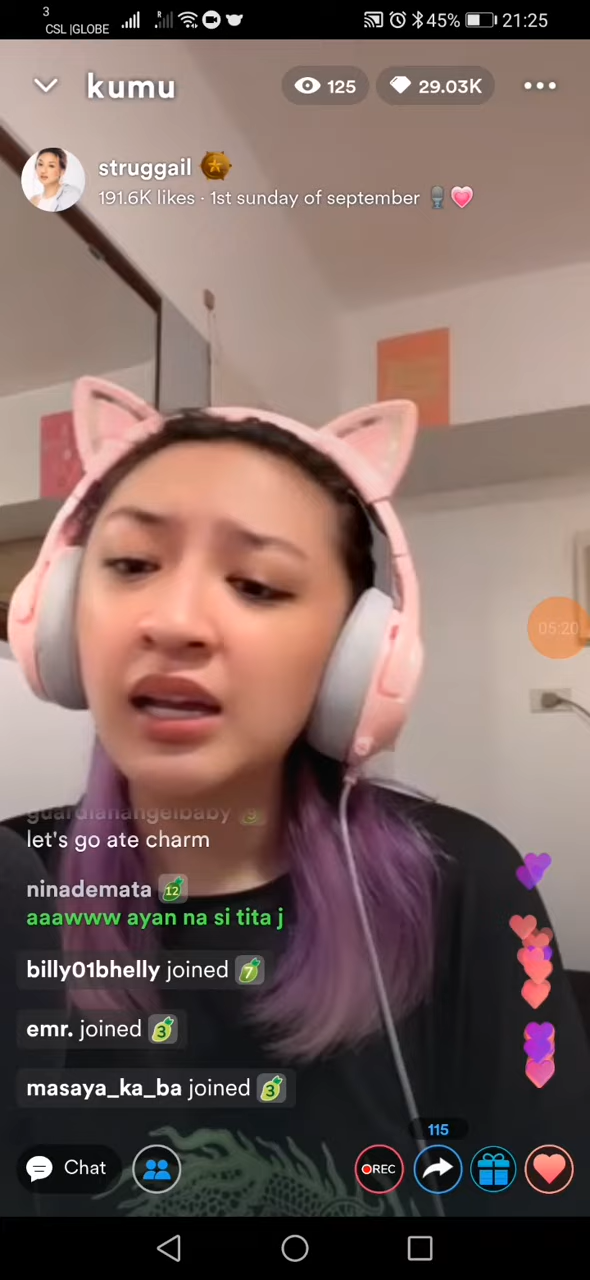 3
CSL |GLOBE
45%
21:25
kumu
125
29.03K
struggail
191.6K likes · 1st sunday of september
05:20
guardianangelbaby 3
let's go ate charm
ninademata 12
aaawww ayan na si tita j
billy01bhelly joined 7
emr. joined 3
masaya_ka_ba joined 3
115
Chat
REC